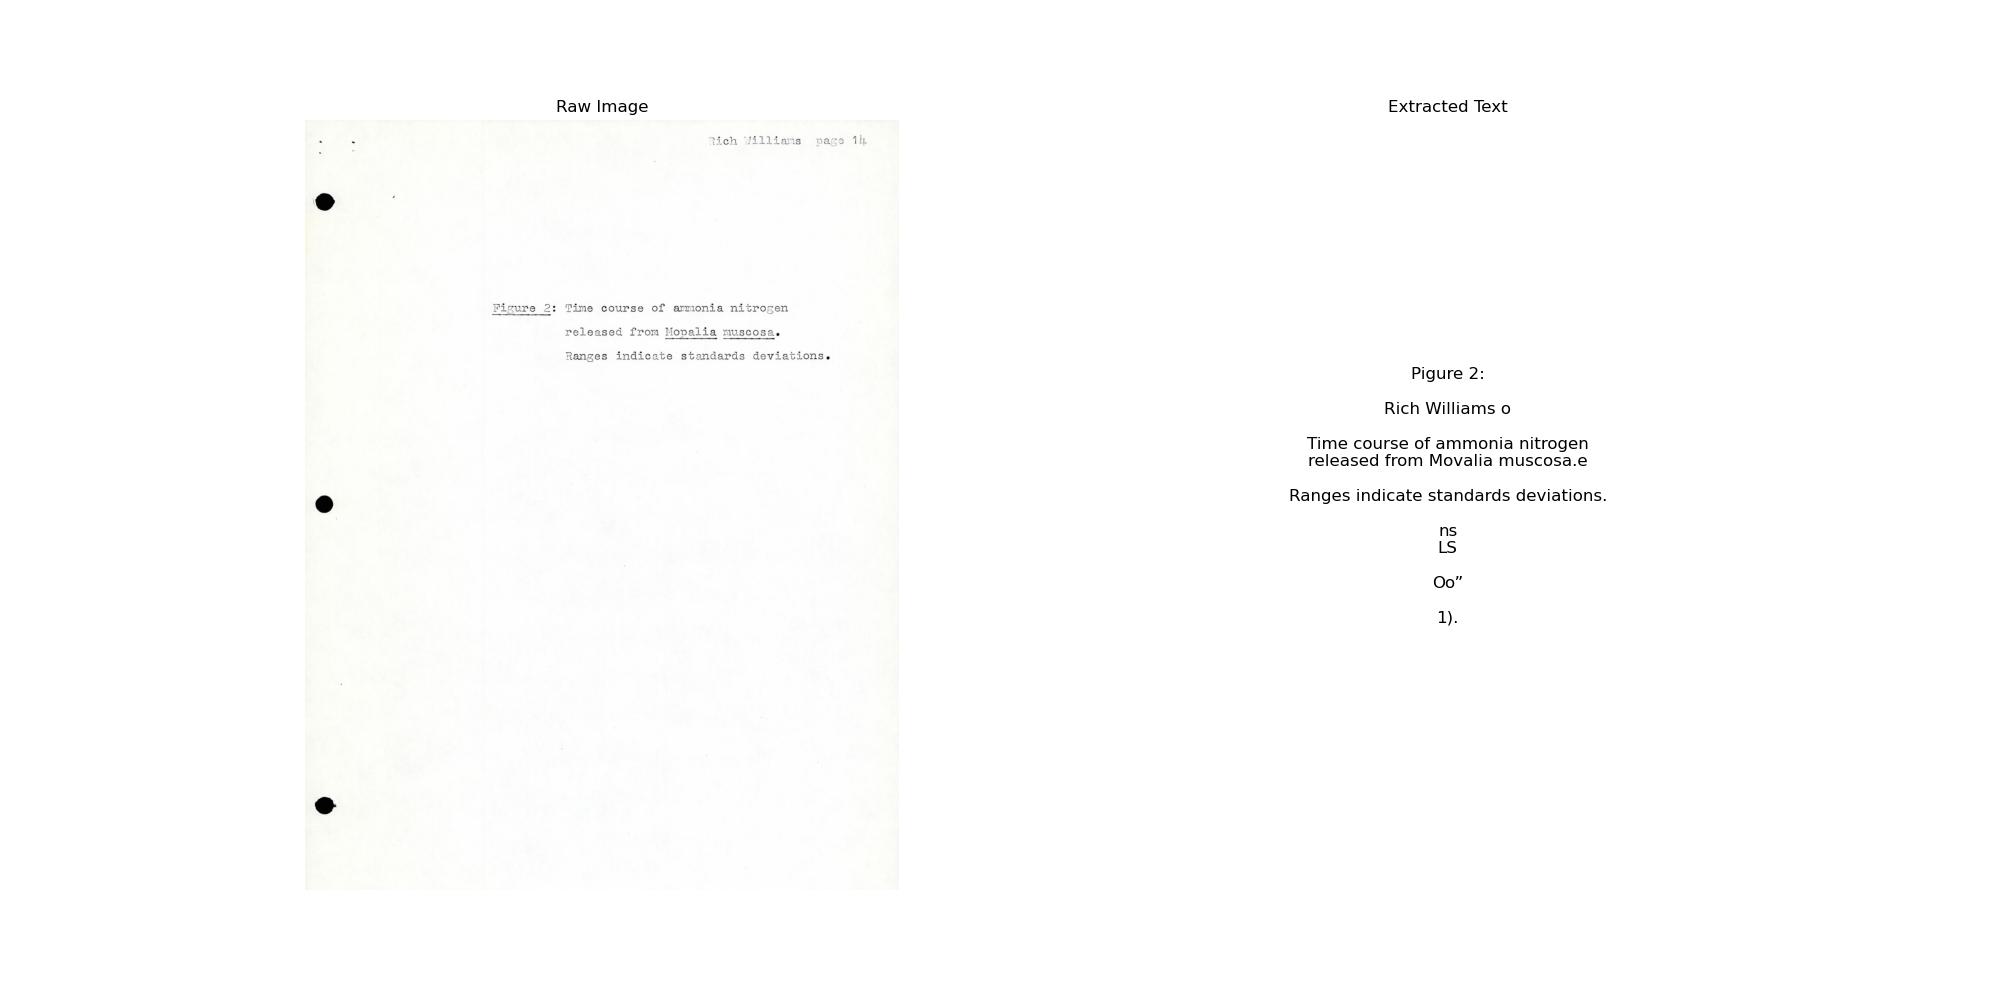 Raw Image
Rich Williams page 14
Figure 2: Time course of ammonia nitrogen
released from Mopalia muscosa.
Ranges indicate standards deviations.
Extracted Text
Pigure 2:
Rich Williams o
Time course of ammonia nitrogen
released from Movalia muscosa.e
Ranges indicate standards deviations.
ns
LS
Oo”
1).